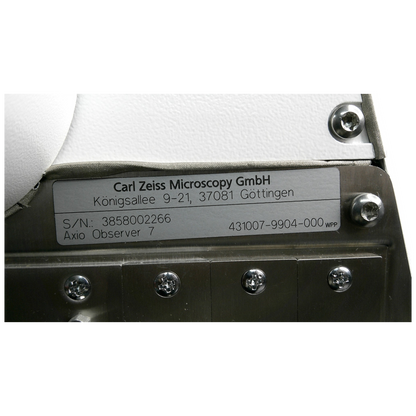 Carl Zeiss Microscopy GmbH
Königsallee 9-21, 37081 Göttingen
S/N.: 3858002266
Axio Observer 7
431007-9904-000 WPP